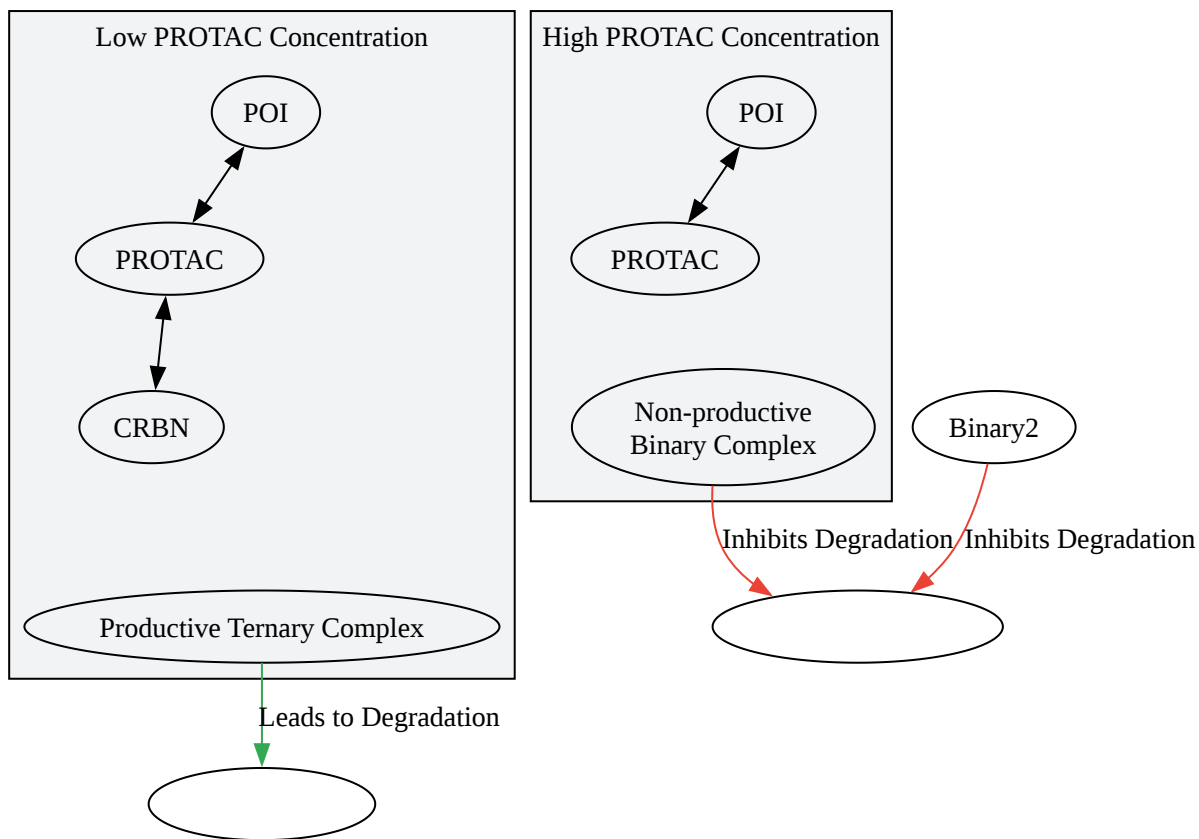 Low PROTAC Concentration
POI
PROTAC
CRBN
Productive Ternary Complex
Leads to Degradation
High PROTAC Concentration
POI
PROTAC
Non-productive
Binary Complex
Binary2
Inhibits Degradation
Inhibits Degradation